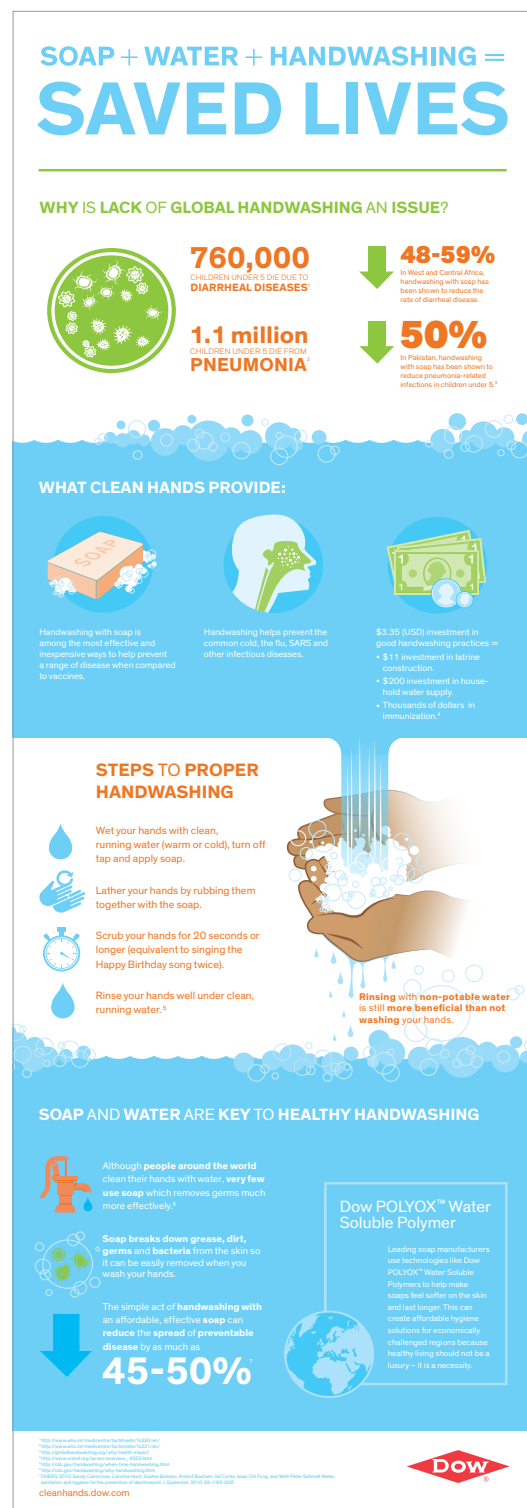 SOAP + WATER + HANDWASHING =
SAVED LIVES
WHY IS LACK OF GLOBAL HANDWASHING AN ISSUE?
760,000
CHILDREN UNDER 5 DIE DUE TO
DIARRHEAL DISEASES¹
1.1 million
CHILDREN UNDER 5 DIE FROM
PNEUMONIA²
48-59%
In West and Central Africa,
handwashing with soap has
been shown to reduce the
rate of diarrheal disease.
50%
In Pakistan, handwashing
with soap has been shown to
reduce pneumonia-related
infections in children under 5.³
WHAT CLEAN HANDS PROVIDE:
SOAP
Handwashing with soap is
among the most effective and
inexpensive ways to help prevent
a range of disease when compared
to vaccines.
Handwashing helps prevent the
common cold, the flu, SARS and
other infectious diseases.
1
1
1
1
$3.35 (USD) investment in
good handwashing practices =
• $11 investment in latrine
construction.
• $200 investment in house-
hold water supply.
• Thousands of dollars in
immunization.⁴
STEPS TO PROPER
HANDWASHING
Wet your hands with clean,
running water (warm or cold), turn off
tap and apply soap.
Lather your hands by rubbing them
together with the soap.
Scrub your hands for 20 seconds or
longer (equivalent to singing the
Happy Birthday song twice).
Rinse your hands well under clean,
running water. ⁵
Rinsing with non-potable water
is still more beneficial than not
washing your hands.
SOAP AND WATER ARE KEY TO HEALTHY HANDWASHING
Although people around the world
clean their hands with water, very few
use soap which removes germs much
more effectively.⁶
Soap breaks down grease, dirt,
germs and bacteria from the skin so
it can be easily removed when you
wash your hands.
The simple act of handwashing with
an affordable, effective soap can
reduce the spread of preventable
disease by as much as
45-50%⁷
Dow POLYOX™ Water
Soluble Polymer
Leading soap manufacturers
use technologies like Dow
POLYOX™ Water Soluble
Polymers to help make
soaps feel softer on the skin
and last longer. This can
create affordable hygiene
solutions for economically
challenged regions because
healthy living should not be a
luxury – it is a necessity.
cleanhands.dow.com
DOW